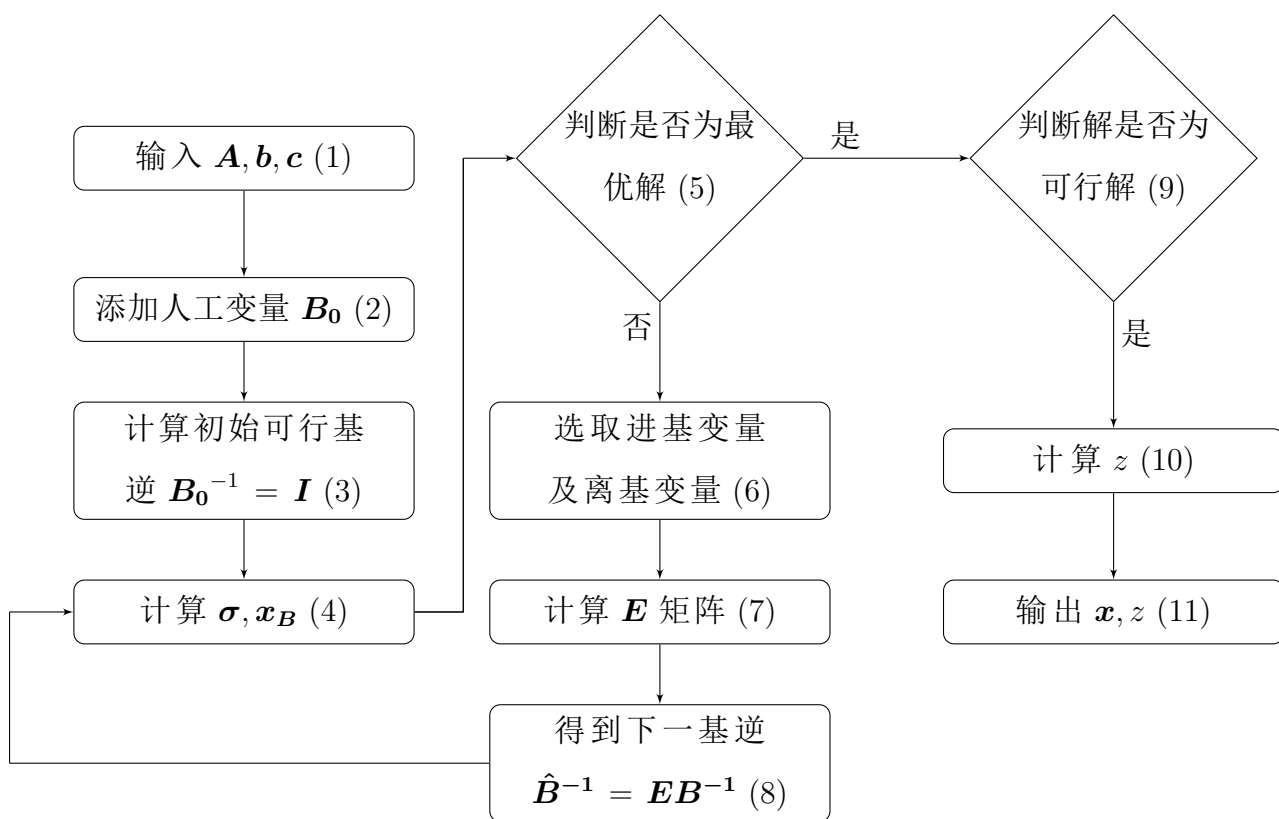 输入 A, b, c (1)
添加人工变量 B₀ (2)
计算初始可行基
逆 B₀⁻¹ = I (3)
计算 σ, x_B (4)
判断是否为最
优解 (5)
是
否
选取进基变量
及离基变量 (6)
计算 E 矩阵 (7)
得到下一基逆
B̂⁻¹ = EB⁻¹ (8)
判断解是否为
可行解 (9)
是
计算 z (10)
输出 x, z (11)